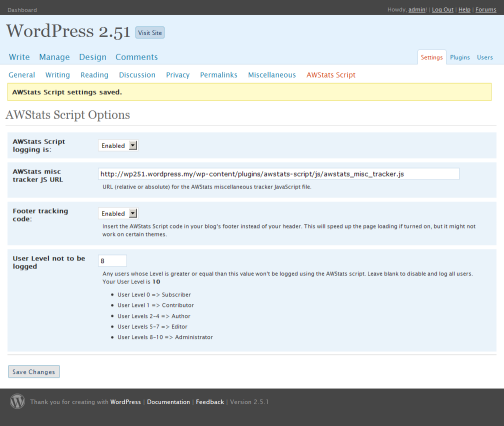 Dashboard
Howdy, admin! | Log Out | Help | Forums
WordPress 2.51
Visit Site
Write Manage Design Comments
Settings Plugins Users
General Writing Reading Discussion Privacy Permalinks Miscellaneous AWStats Script
AWStats Script settings saved.
AWStats Script Options
AWStats Script logging is:
Enabled
AWStats misc tracker JS URL
http://wp251.wordpress.my/wp-content/plugins/awstats-script/js/awstats_misc_tracker.js
URL (relative or absolute) for the AWStats miscellaneous tracker JavaScript file.
Footer tracking code:
Enabled
Insert the AWStats Script code in your blog's footer instead of your header. This will speed up the page loading if turned on, but it might
not work on certain themes.
User Level not to be logged
8
Any users whose Level is greater or equal than this value won't be logged using the AWStats script. Leave blank to disable and log all users.
Your User Level is 10
• User Level 0 => Subscriber
• User Level 1 => Contributor
• User Levels 2–4 => Author
• User Levels 5–7 => Editor
• User Levels 8–10 => Administrator
Save Changes
Thank you for creating with WordPress | Documentation | Feedback | Version 2.5.1